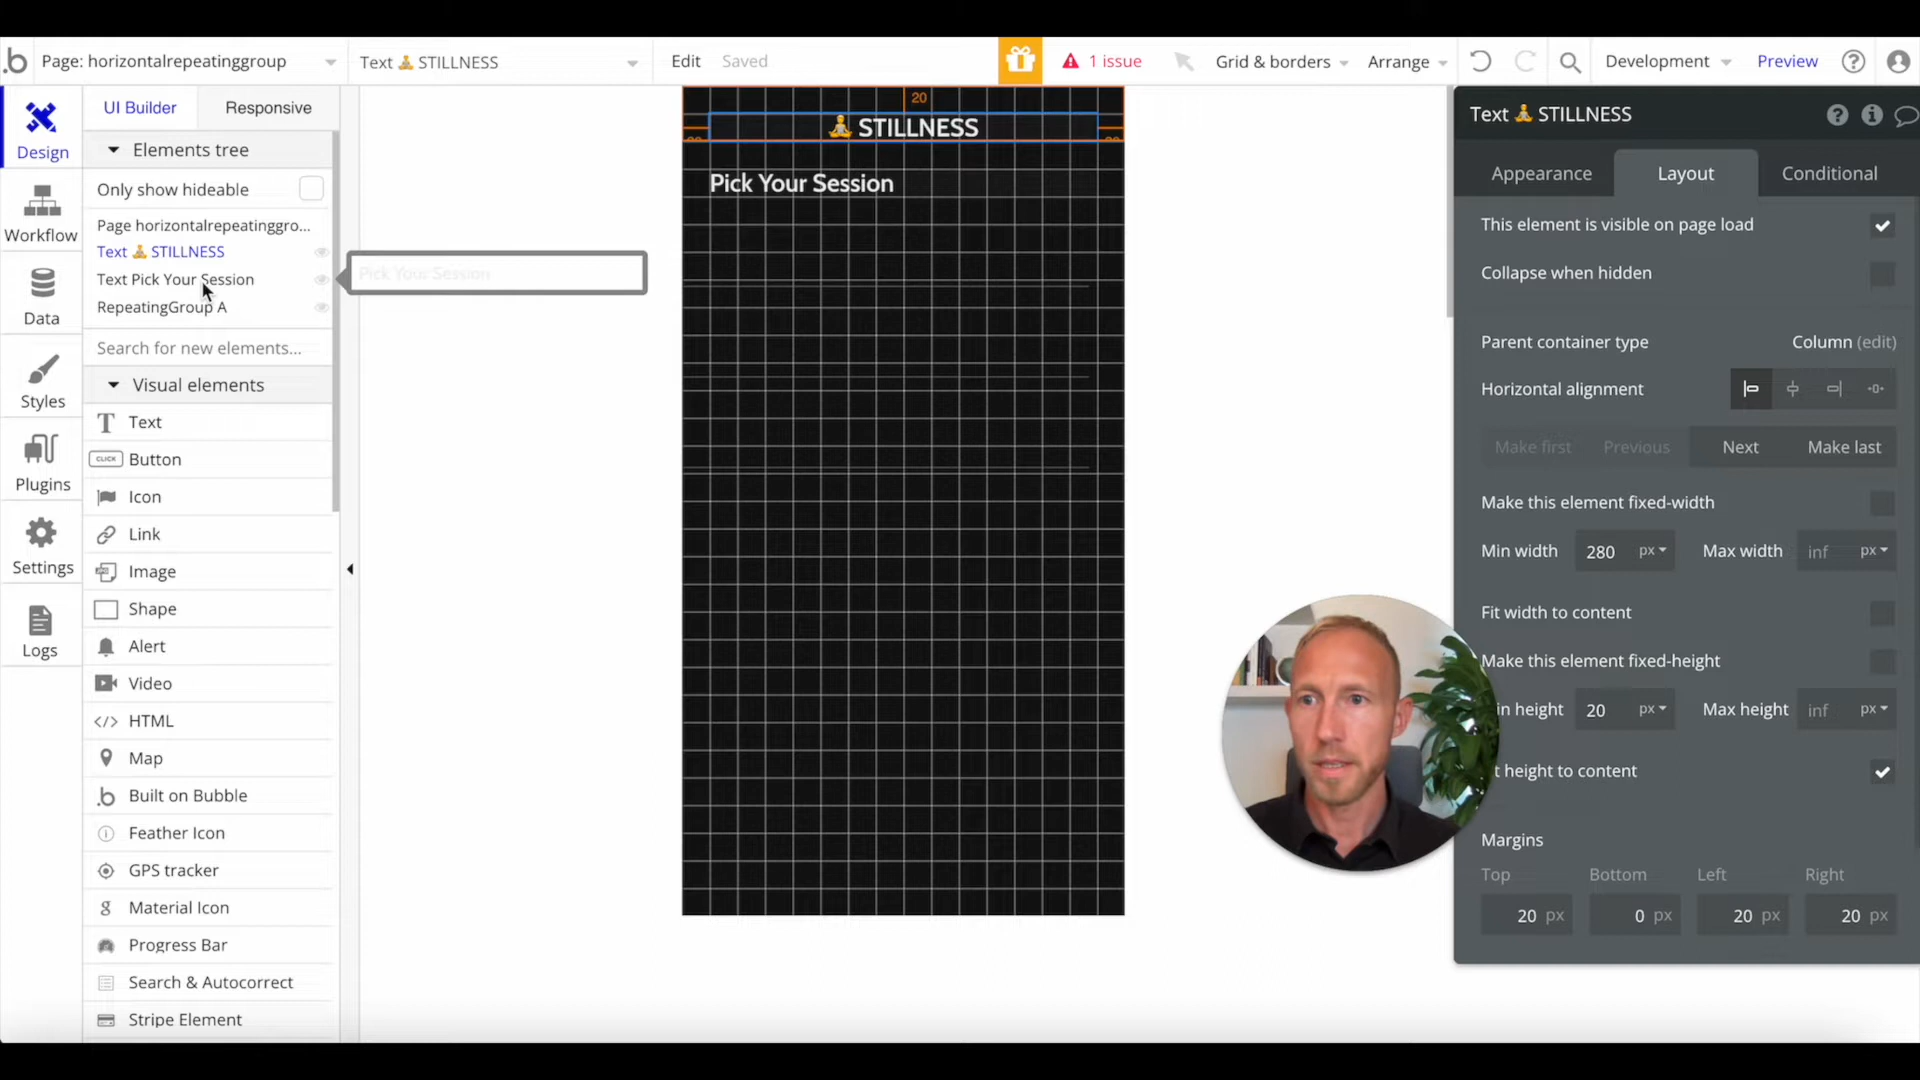 Page: horizontalrepeatinggroup
Text 🧘 STILLNESS
Edit
Saved
1 issue
Grid & borders
Arrange
Development
Preview
Design
Workflow
Data
Styles
Plugins
Settings
Logs
UI Builder
Responsive
Elements tree
Only show hideable
Page horizontalrepeatinggro...
Text 🧘 STILLNESS
Text Pick Your Session
RepeatingGroup A
Search for new elements...
Visual elements
Text
CLICK Button
Icon
Link
Image
Shape
Alert
Video
</> HTML
Map
Built on Bubble
Feather Icon
GPS tracker
Material Icon
Progress Bar
Search & Autocorrect
Stripe Element
Pick Your Session
20
🧘 STILLNESS
Pick Your Session
Text 🧘 STILLNESS
Appearance
Layout
Conditional
This element is visible on page load
Collapse when hidden
Parent container type
Column (edit)
Horizontal alignment
Make first
Previous
Next
Make last
Make this element fixed-width
Min width
280 px
Max width
inf px
Fit width to content
Make this element fixed-height
in height
20 px
Max height
inf px
t height to content
Margins
Top
Bottom
Left
Right
20 px
0 px
20 px
20 px